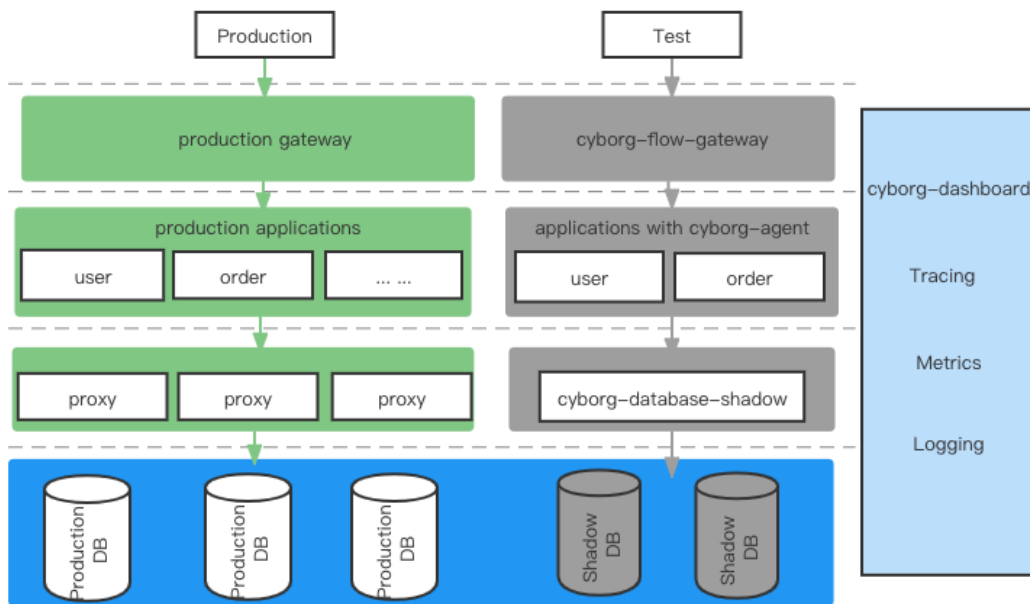 Production
Test
production gateway
cyborg-flow-gateway
cyborg-dashboard
production applications
applications with cyborg-agent
user
order
... ...
user
order
Tracing
Metrics
proxy
proxy
proxy
cyborg-database-shadow
Logging
Production
DB
Production
DB
Production
DB
Shadow
DB
Shadow
DB